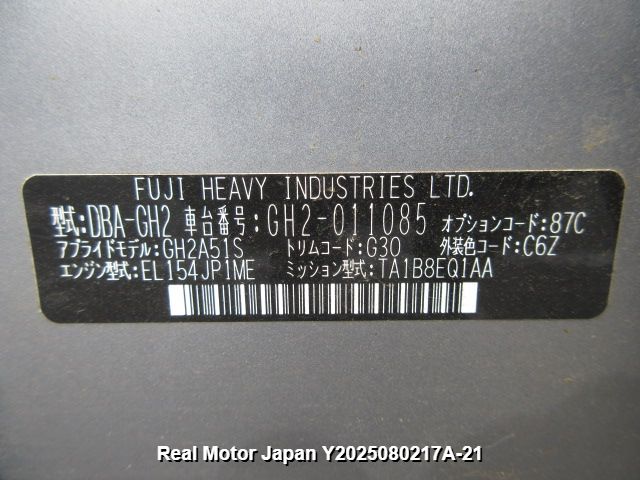 FUJI HEAVY INDUSTRIES LTD.
型式:DBA-GH2 車台番号:GH2-011085 オプションコード:87C
アプライドモデル:GH2A51S トリムコード:G30 外装色コード:C6Z
エンジン型式:EL154JP1ME ミッション型式:TA1B8EQ1AA
Real Motor Japan Y2025080217A-21